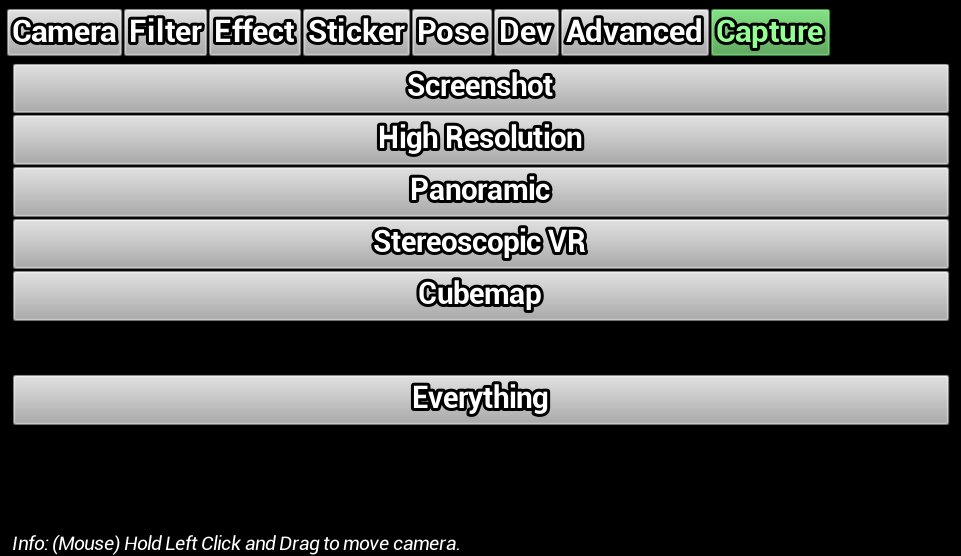 Camera Filter Effect Sticker Pose Dev Advanced Capture
Screenshot
High Resolution
Panoramic
Stereoscopic VR
Cubemap
Everything
Info: (Mouse) Hold Left Click and Drag to move camera.